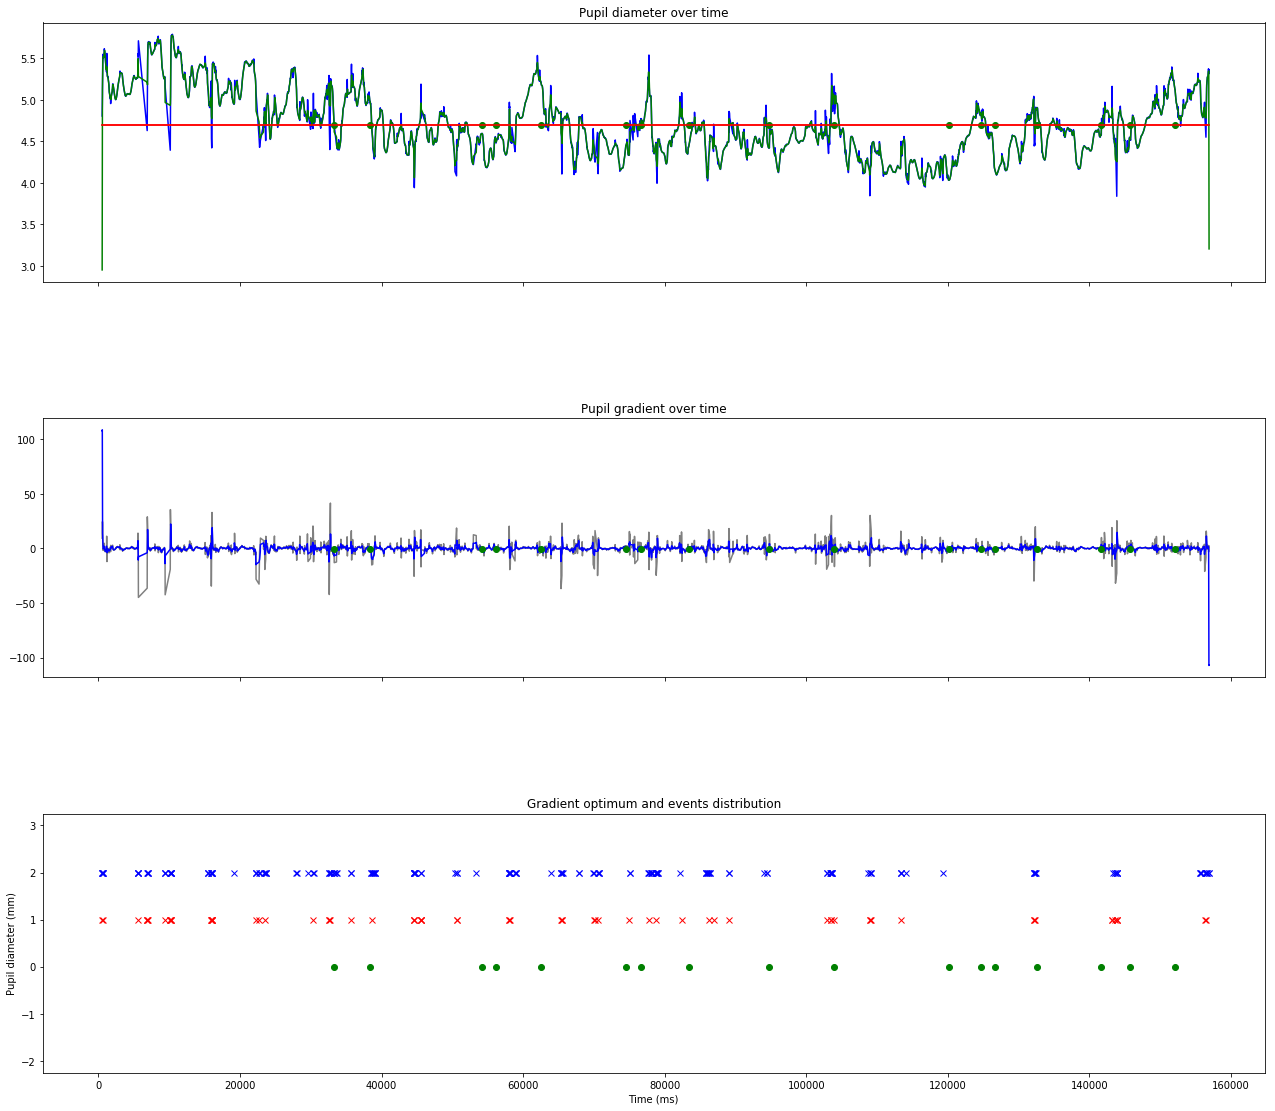 Pupil diameter over time
5.5
5.0
4.5
4.0
3.5
3.0
Pupil gradient over time
100
50
0
−50
−100
Gradient optimum and events distribution
3
2
1
0
−1
−2
Pupil diameter (mm)
0 20000 40000 60000 80000 100000 120000 140000 160000
Time (ms)